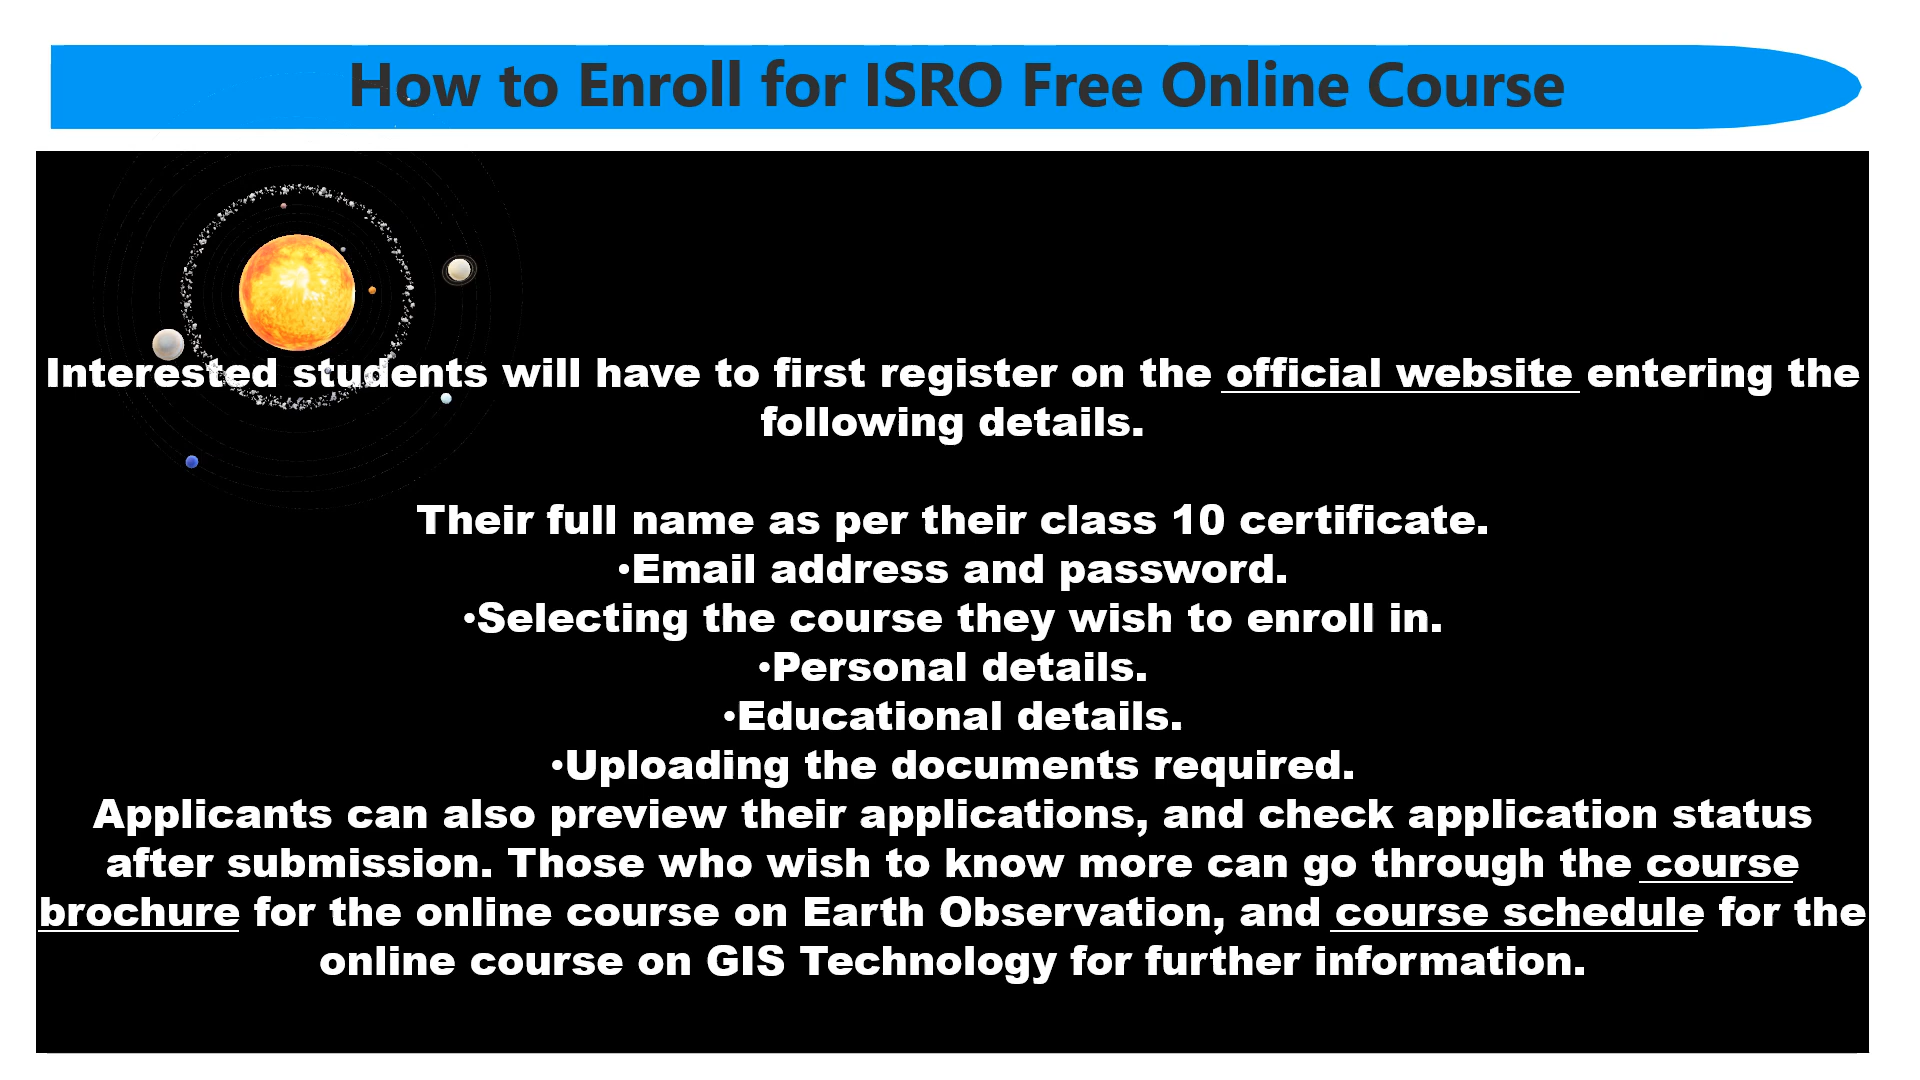 How to Enroll for ISRO Free Online Course
Interested students will have to first register on the official website entering the
following details.
Their full name as per their class 10 certificate.
•Email address and password.
•Selecting the course they wish to enroll in.
•Personal details.
•Educational details.
•Uploading the documents required.
Applicants can also preview their applications, and check application status
after submission. Those who wish to know more can go through the course
brochure for the online course on Earth Observation, and course schedule for the
online course on GIS Technology for further information.